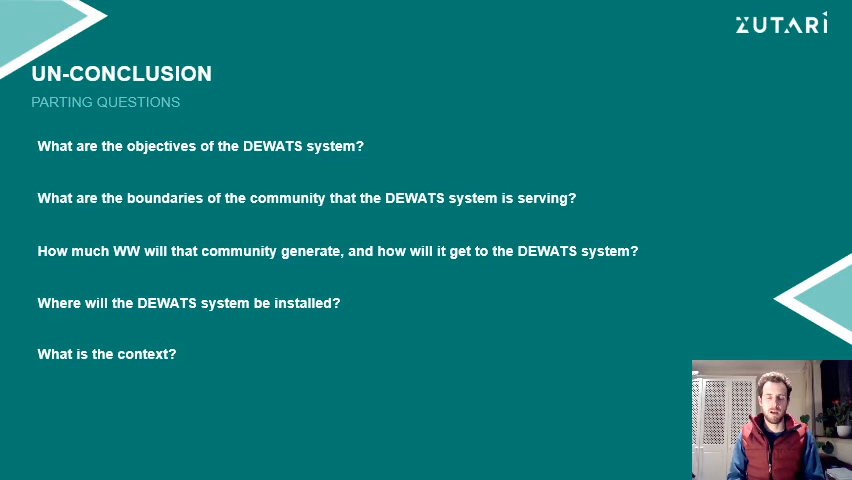 ZUTARI
UN-CONCLUSION
PARTING QUESTIONS
What are the objectives of the DEWATS system?
What are the boundaries of the community that the DEWATS system is serving?
How much WW will that community generate, and how will it get to the DEWATS system?
Where will the DEWATS system be installed?
What is the context?